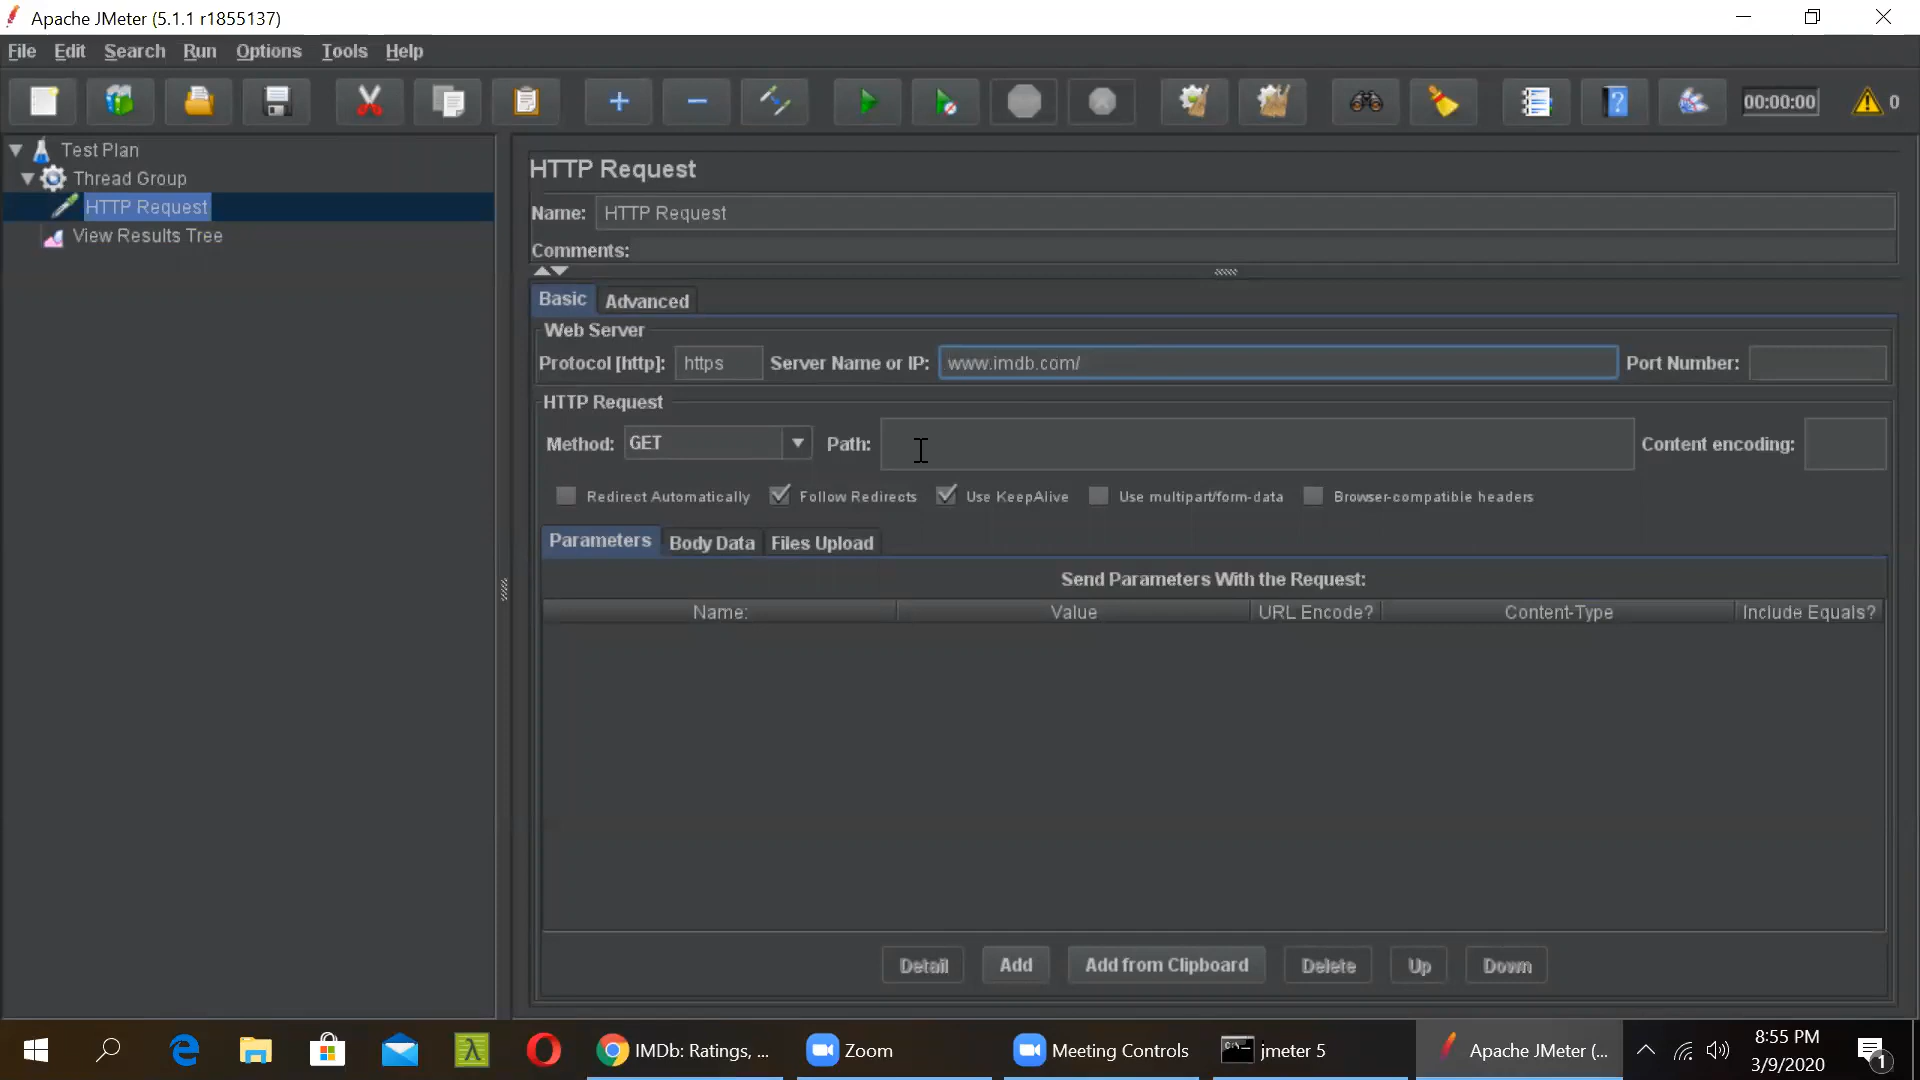 Apache JMeter (5.1.1 r1855137)
File Edit Search Run Options Tools Help
00:00:00 0
Test Plan
Thread Group
HTTP Request
View Results Tree
HTTP Request
Name: HTTP Request
Comments:
Basic Advanced
Web Server
Protocol [http]: https Server Name or IP: www.imdb.com/ Port Number:
HTTP Request
Method: GET Path: Content encoding:
Redirect Automatically Follow Redirects Use KeepAlive Use multipart/form-data Browser-compatible headers
Parameters Body Data Files Upload
Send Parameters With the Request:
Name: Value URL Encode? Content-Type Include Equals?
Detail Add Add from Clipboard Delete Up Down
IMDb: Ratings, ... Zoom Meeting Controls jmeter 5 Apache JMeter (... 8:55 PM
3/9/2020 1